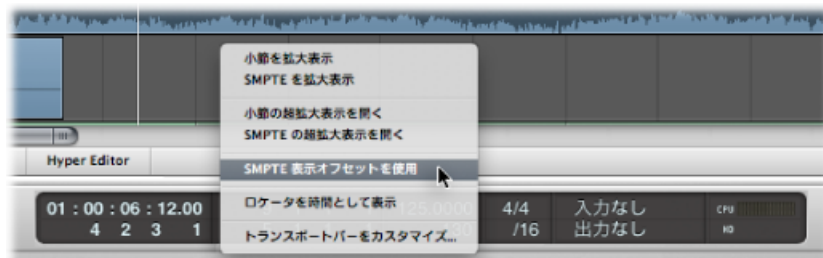 小節を拡大表示
SMPTE を拡大表示
小節の超拡大表示を開く
SMPTE の超拡大表示を開く
Hyper Editor
SMPTE 表示オフセットを使用
ロケータを時間として表示
トランスポートバーをカスタマイズ...
01 : 00 : 06 : 12.00 125.0000 4/4 入力なし CPU
4 2 3 1 /16 出力なし HD